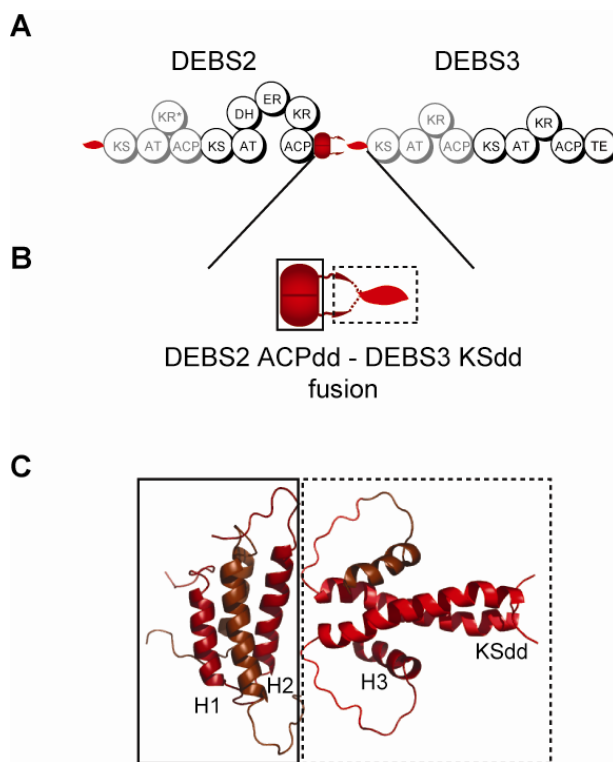 A
DEBS2 DEBS3
KS AT KR* ACP KS AT DH ER KR ACP KS AT KR ACP KS AT KR ACP TE
B
DEBS2 ACPdd - DEBS3 KSdd
fusion
C
H1 H2 H3 KSdd